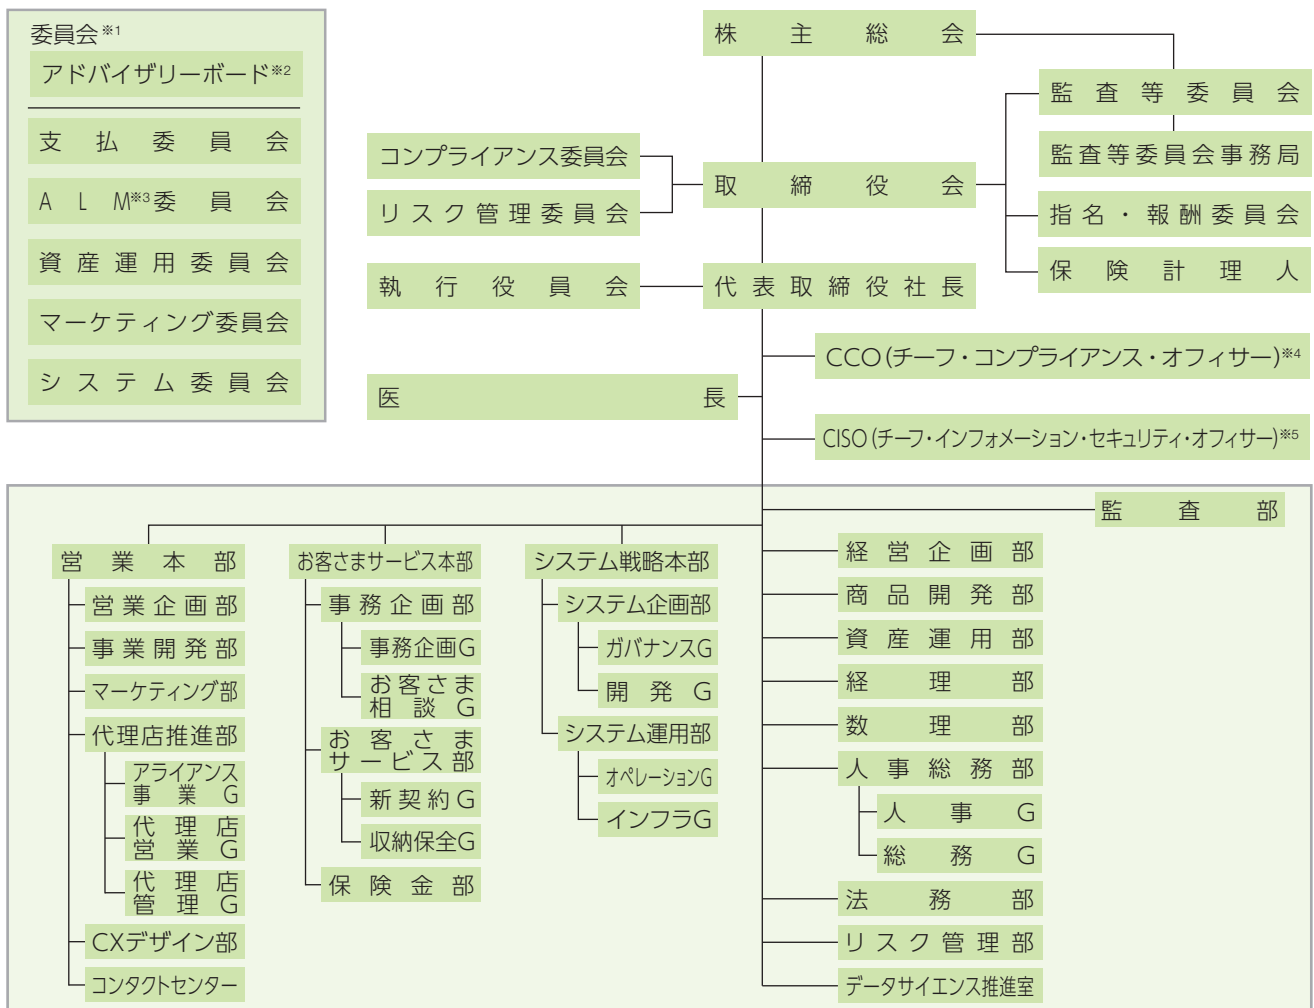 委員会※1
アドバイザリーボード※2
支払委員会
ALM※3委員会
資産運用委員会
マーケティング委員会
システム委員会
株主総会
監査等委員会
監査等委員会事務局
指名・報酬委員会
保険計理人
コンプライアンス委員会
リスク管理委員会
取締役会
執行役員会
代表取締役社長
CCO(チーフ・コンプライアンス・オフィサー)※4
医長
CISO(チーフ・インフォメーション・セキュリティ・オフィサー)※5
監査部
営業本部
営業企画部
事業開発部
マーケティング部
代理店推進部
アライアンス
事業G
代理店
営業G
代理店
管理G
CXデザイン部
コンタクトセンター
お客さまサービス本部
事務企画部
事務企画G
お客さま
相談G
お客さま
サービス部
新契約G
収納保全G
保険金部
システム戦略本部
システム企画部
ガバナンスG
開発G
システム運用部
オペレーションG
インフラG
経営企画部
商品開発部
資産運用部
経理部
数理部
人事総務部
人事G
総務G
法務部
リスク管理部
データサイエンス推進室